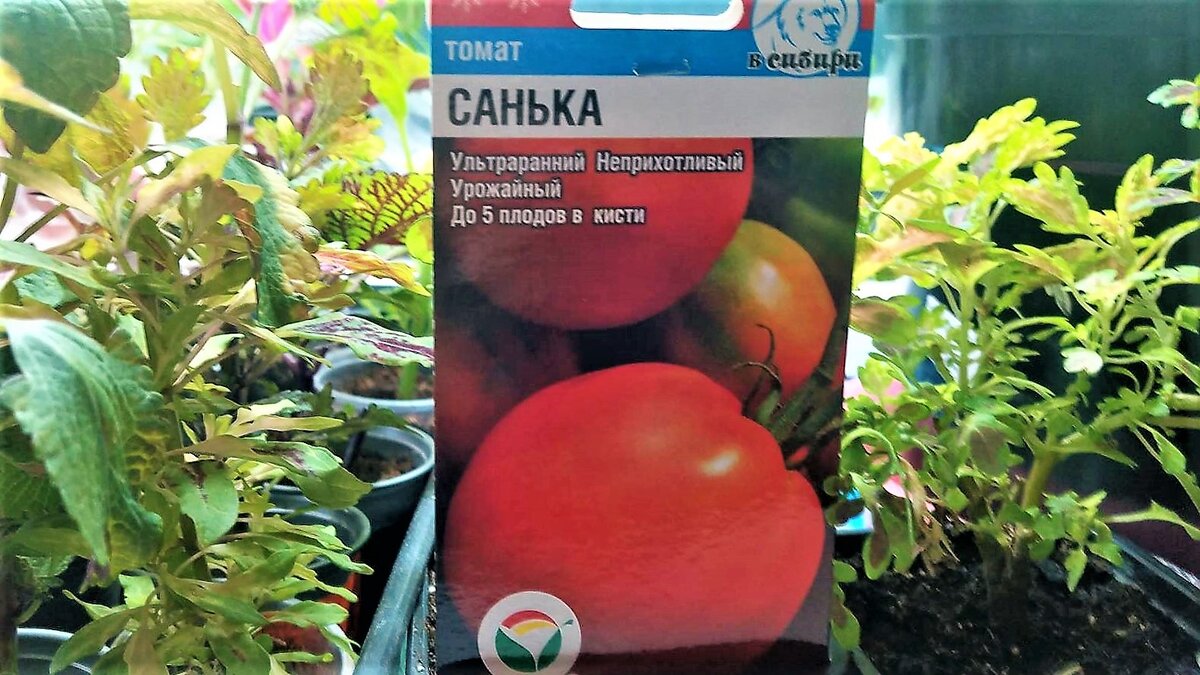 томат
в сибири
САНЬКА
Ультраранний Неприхотливый
Урожайный
До 5 плодов в кисти